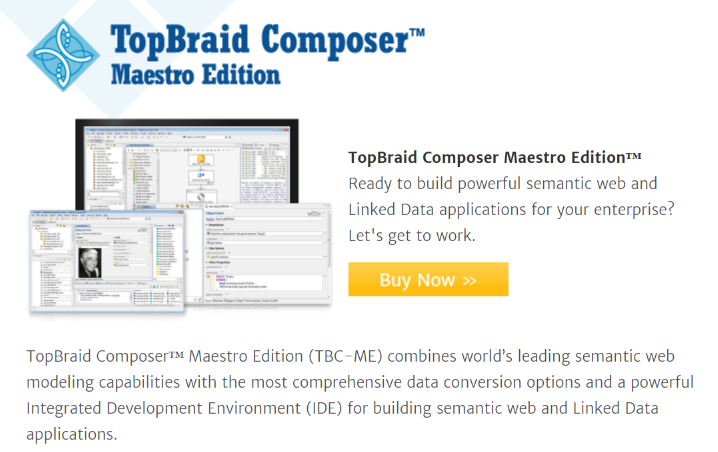 TopBraid Composer™
Maestro Edition
TopBraid Composer Maestro Edition™
Ready to build powerful semantic web and
Linked Data applications for your enterprise?
Let's get to work.
Buy Now »
TopBraid Composer™ Maestro Edition (TBC-ME) combines world’s leading semantic web
modeling capabilities with the most comprehensive data conversion options and a powerful
Integrated Development Environment (IDE) for building semantic web and Linked Data
applications.